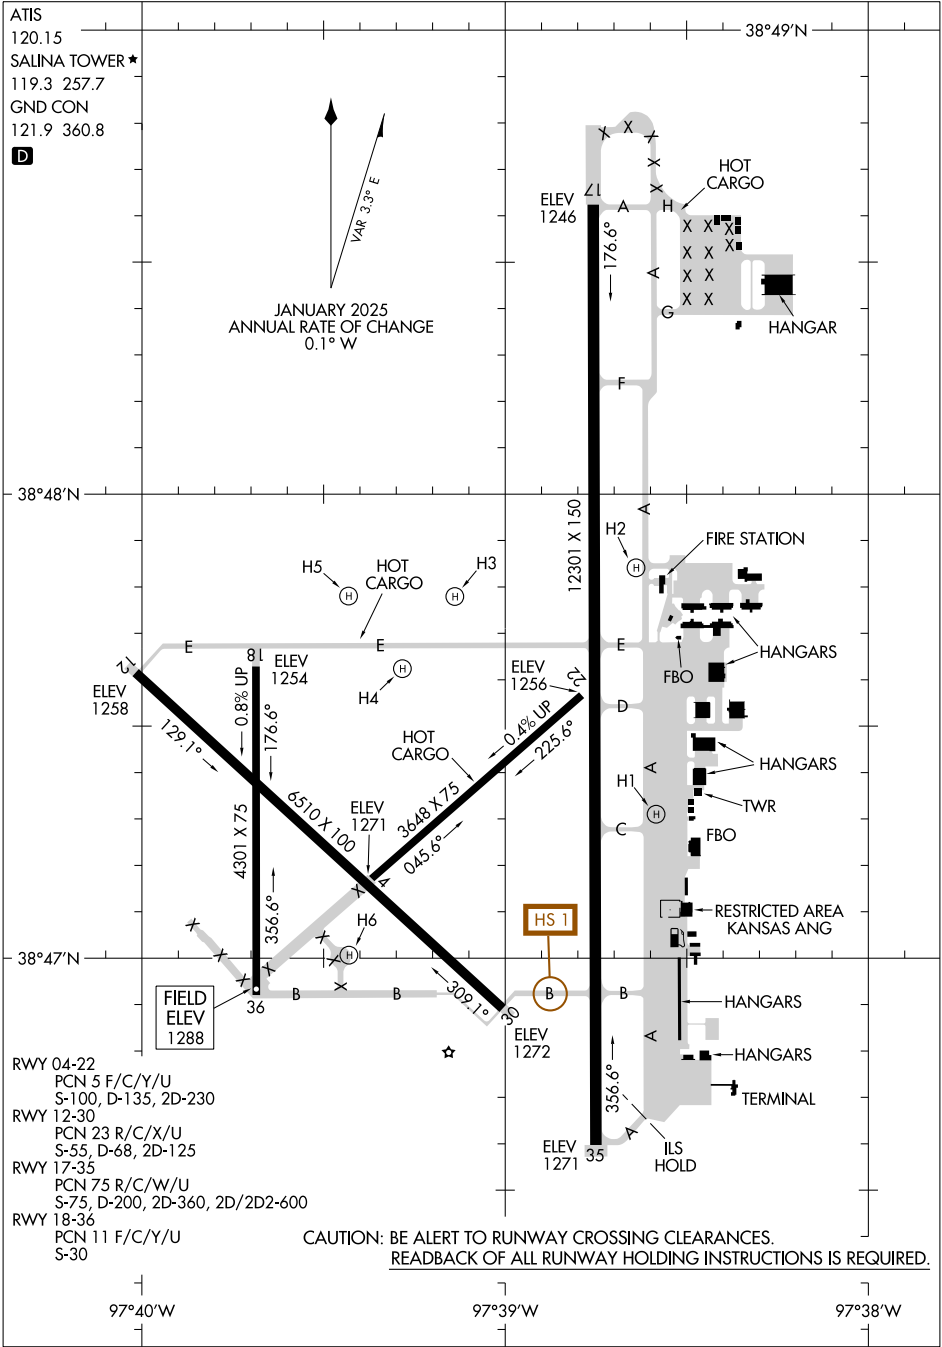 ATIS
120.15
SALINA TOWER
119.3 257.7
GND CON
121.9 360.8
D
38°49'N
VAR 3.3° E
JANUARY 2025
ANNUAL RATE OF CHANGE
0.1° W
X X X
X
X
HOT
CARGO
ELEV
1246
17
A H
X X X
X X X
X X
X X
176.6°
A
G
HANGAR
F
38°48'N
12301 X 150
A
H2
H
FIRE STATION
H5
H
HOT
CARGO
H3
H
E E E
HANGARS
FBO
12
18
ELEV
1254
ELEV
1258
H4
H
ELEV
1256
22
0.8% UP
176.6°
129.1°
0.4% UP
225.6°
D
HOT
CARGO
HANGARS
A
H1
H
TWR
FBO
C
6510 X 100
ELEV
1271
3648 X 75
045.6°
4301 X 75
356.6°
4
X
RESTRICTED AREA
KANSAS ANG
HS 1
H6
H
X X X
X X X
X X
38°47'N
309.1°
B B B B
FIELD
ELEV
1288
36
30
ELEV
1272
HANGARS
A
356.6°
HANGARS
TERMINAL
A
ILS
HOLD
ELEV
1271
35
RWY 04-22
PCN 5 F/C/Y/U
S-100, D-135, 2D-230
RWY 12-30
PCN 23 R/C/X/U
S-55, D-68, 2D-125
RWY 17-35
PCN 75 R/C/W/U
S-75, D-200, 2D-360, 2D/2D2-600
RWY 18-36
PCN 11 F/C/Y/U
S-30
CAUTION: BE ALERT TO RUNWAY CROSSING CLEARANCES.
READBACK OF ALL RUNWAY HOLDING INSTRUCTIONS IS REQUIRED.
97°40'W
97°39'W
97°38'W